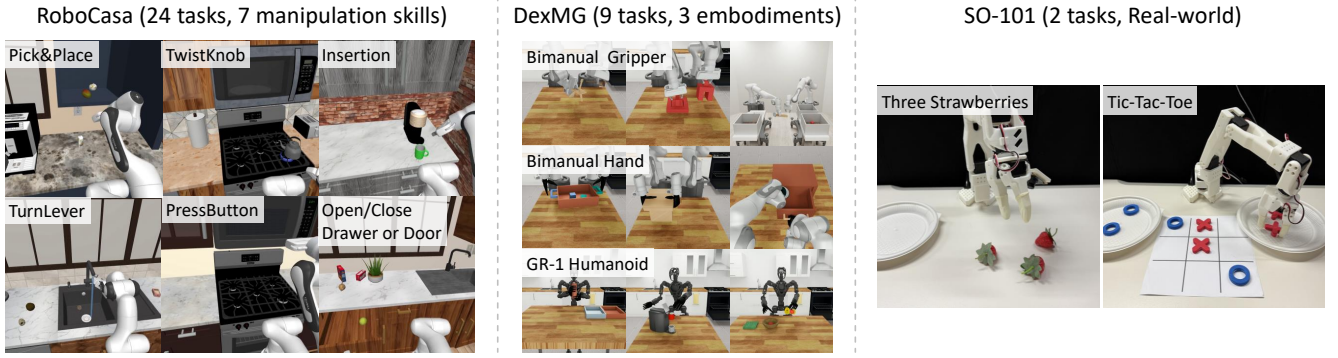 RoboCasa (24 tasks, 7 manipulation skills)
Pick&Place
TwistKnob
Insertion
TurnLever
PressButton
Open/Close
Drawer or Door
DexMG (9 tasks, 3 embodiments)
Bimanual Gripper
Bimanual Hand
GR-1 Humanoid
SO-101 (2 tasks, Real-world)
Three Strawberries
Tic-Tac-Toe